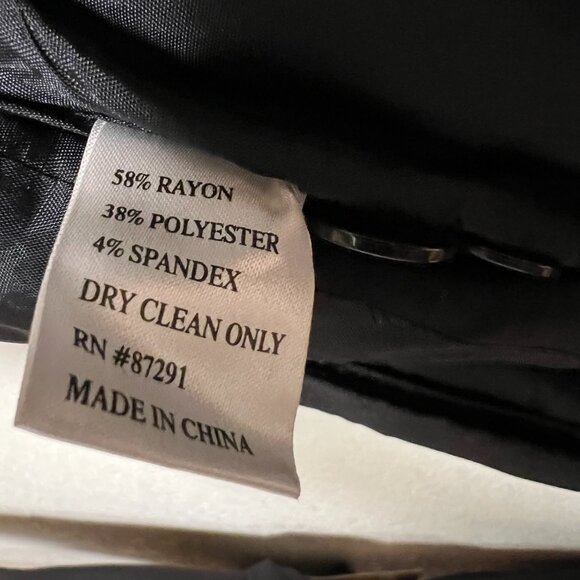 58% RAYON
38% POLYESTER
4% SPANDEX
DRY CLEAN ONLY
RN #87291
MADE IN CHINA